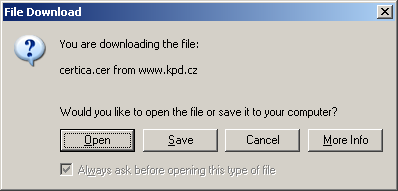 File Download
You are downloading the file:
certica.cer from www.kpd.cz
Would you like to open the file or save it to your computer?
Open Save Cancel More Info
Always ask before opening this type of file